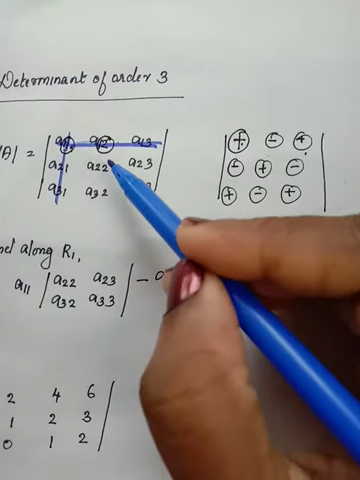 Determinant of order 3
|A| = | a11 a12 a13 |
| a21 a22 a23
a31 a32 3 |
| + - + |
| - + - |
| + - + |
along R1,
a11 | a22 a23 | -
| a32 a33 |
2 4 6 |
1 2 3
0 1 2 |